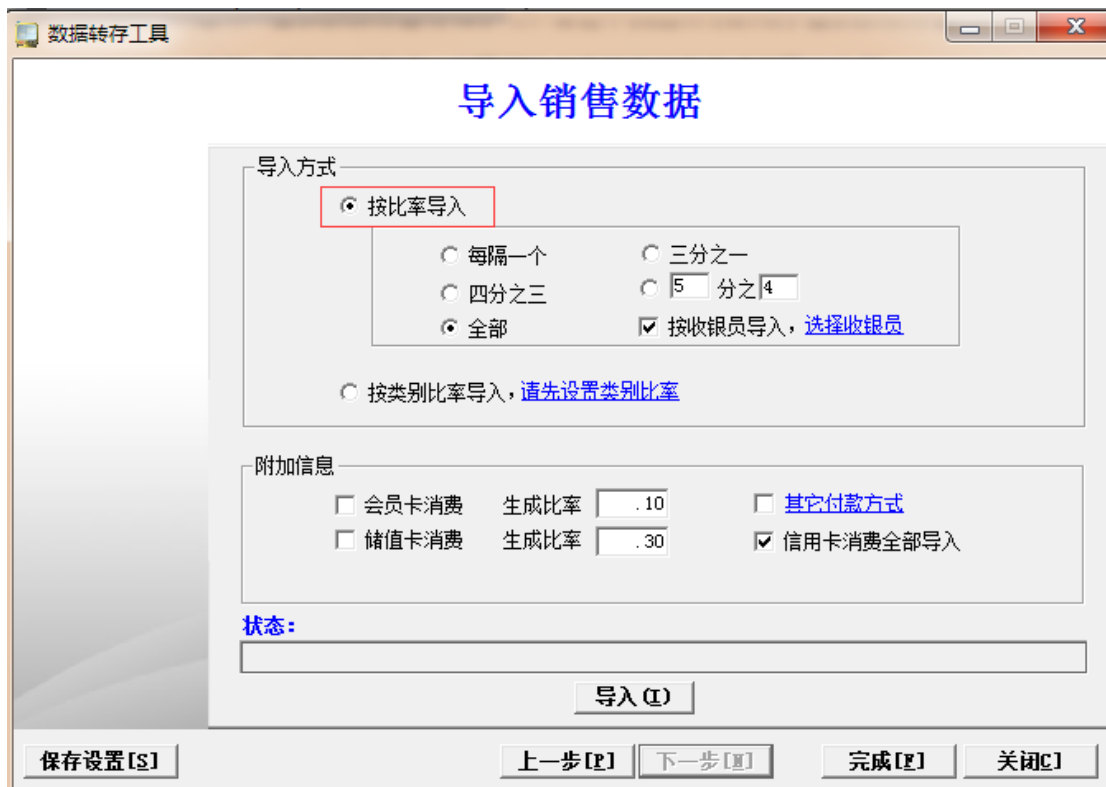 数据转存工具
导入销售数据
导入方式
按比率导入
每隔一个 三分之一
四分之三 5 分之 4
全部 按收银员导入，选择收银员
按类别比率导入，请先设置类别比率
附加信息
会员卡消费 生成比率 .10 其它付款方式
储值卡消费 生成比率 .30 信用卡消费全部导入
状态:
导入(I)
保存设置[S] 上一步[P] 下一步[N] 完成[F] 关闭C]